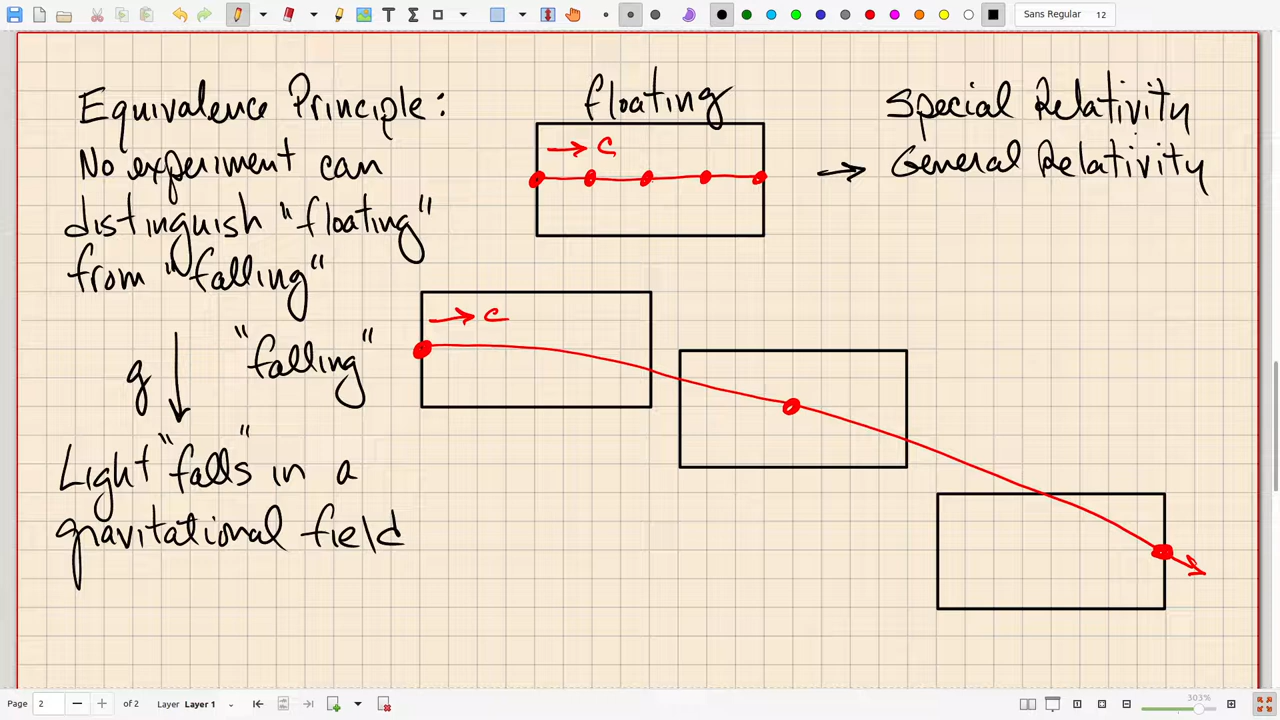 Sans Regular 12
Equivalence Principle:
No experiment can
distinguish "floating"
from "falling"
g
"falling"
Light "falls" in a
gravitational field
floating
→ c
→ c
Special Relativity
→ General Relativity
Page 2 of 2 Layer Layer 1
303%